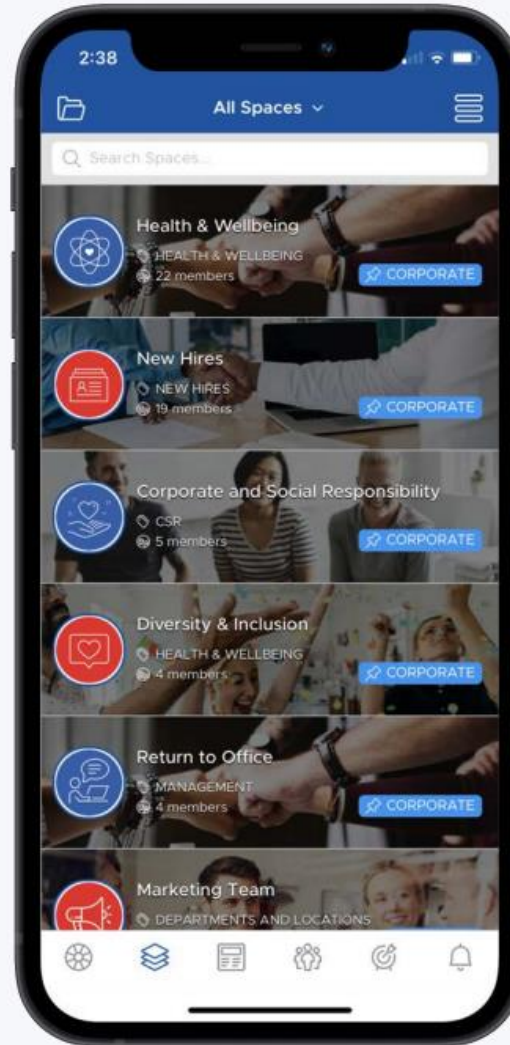 2:38
All Spaces
Search Spaces...
Health & Wellbeing
HEALTH & WELLBEING
22 members
CORPORATE
New Hires
NEW HIRES
19 members
CORPORATE
Corporate and Social Responsibility
CSR
5 members
CORPORATE
Diversity & Inclusion
HEALTH & WELLBEING
4 members
CORPORATE
Return to Office
MANAGEMENT
4 members
CORPORATE
Marketing Team
DEPARTMENTS AND LOCATIONS